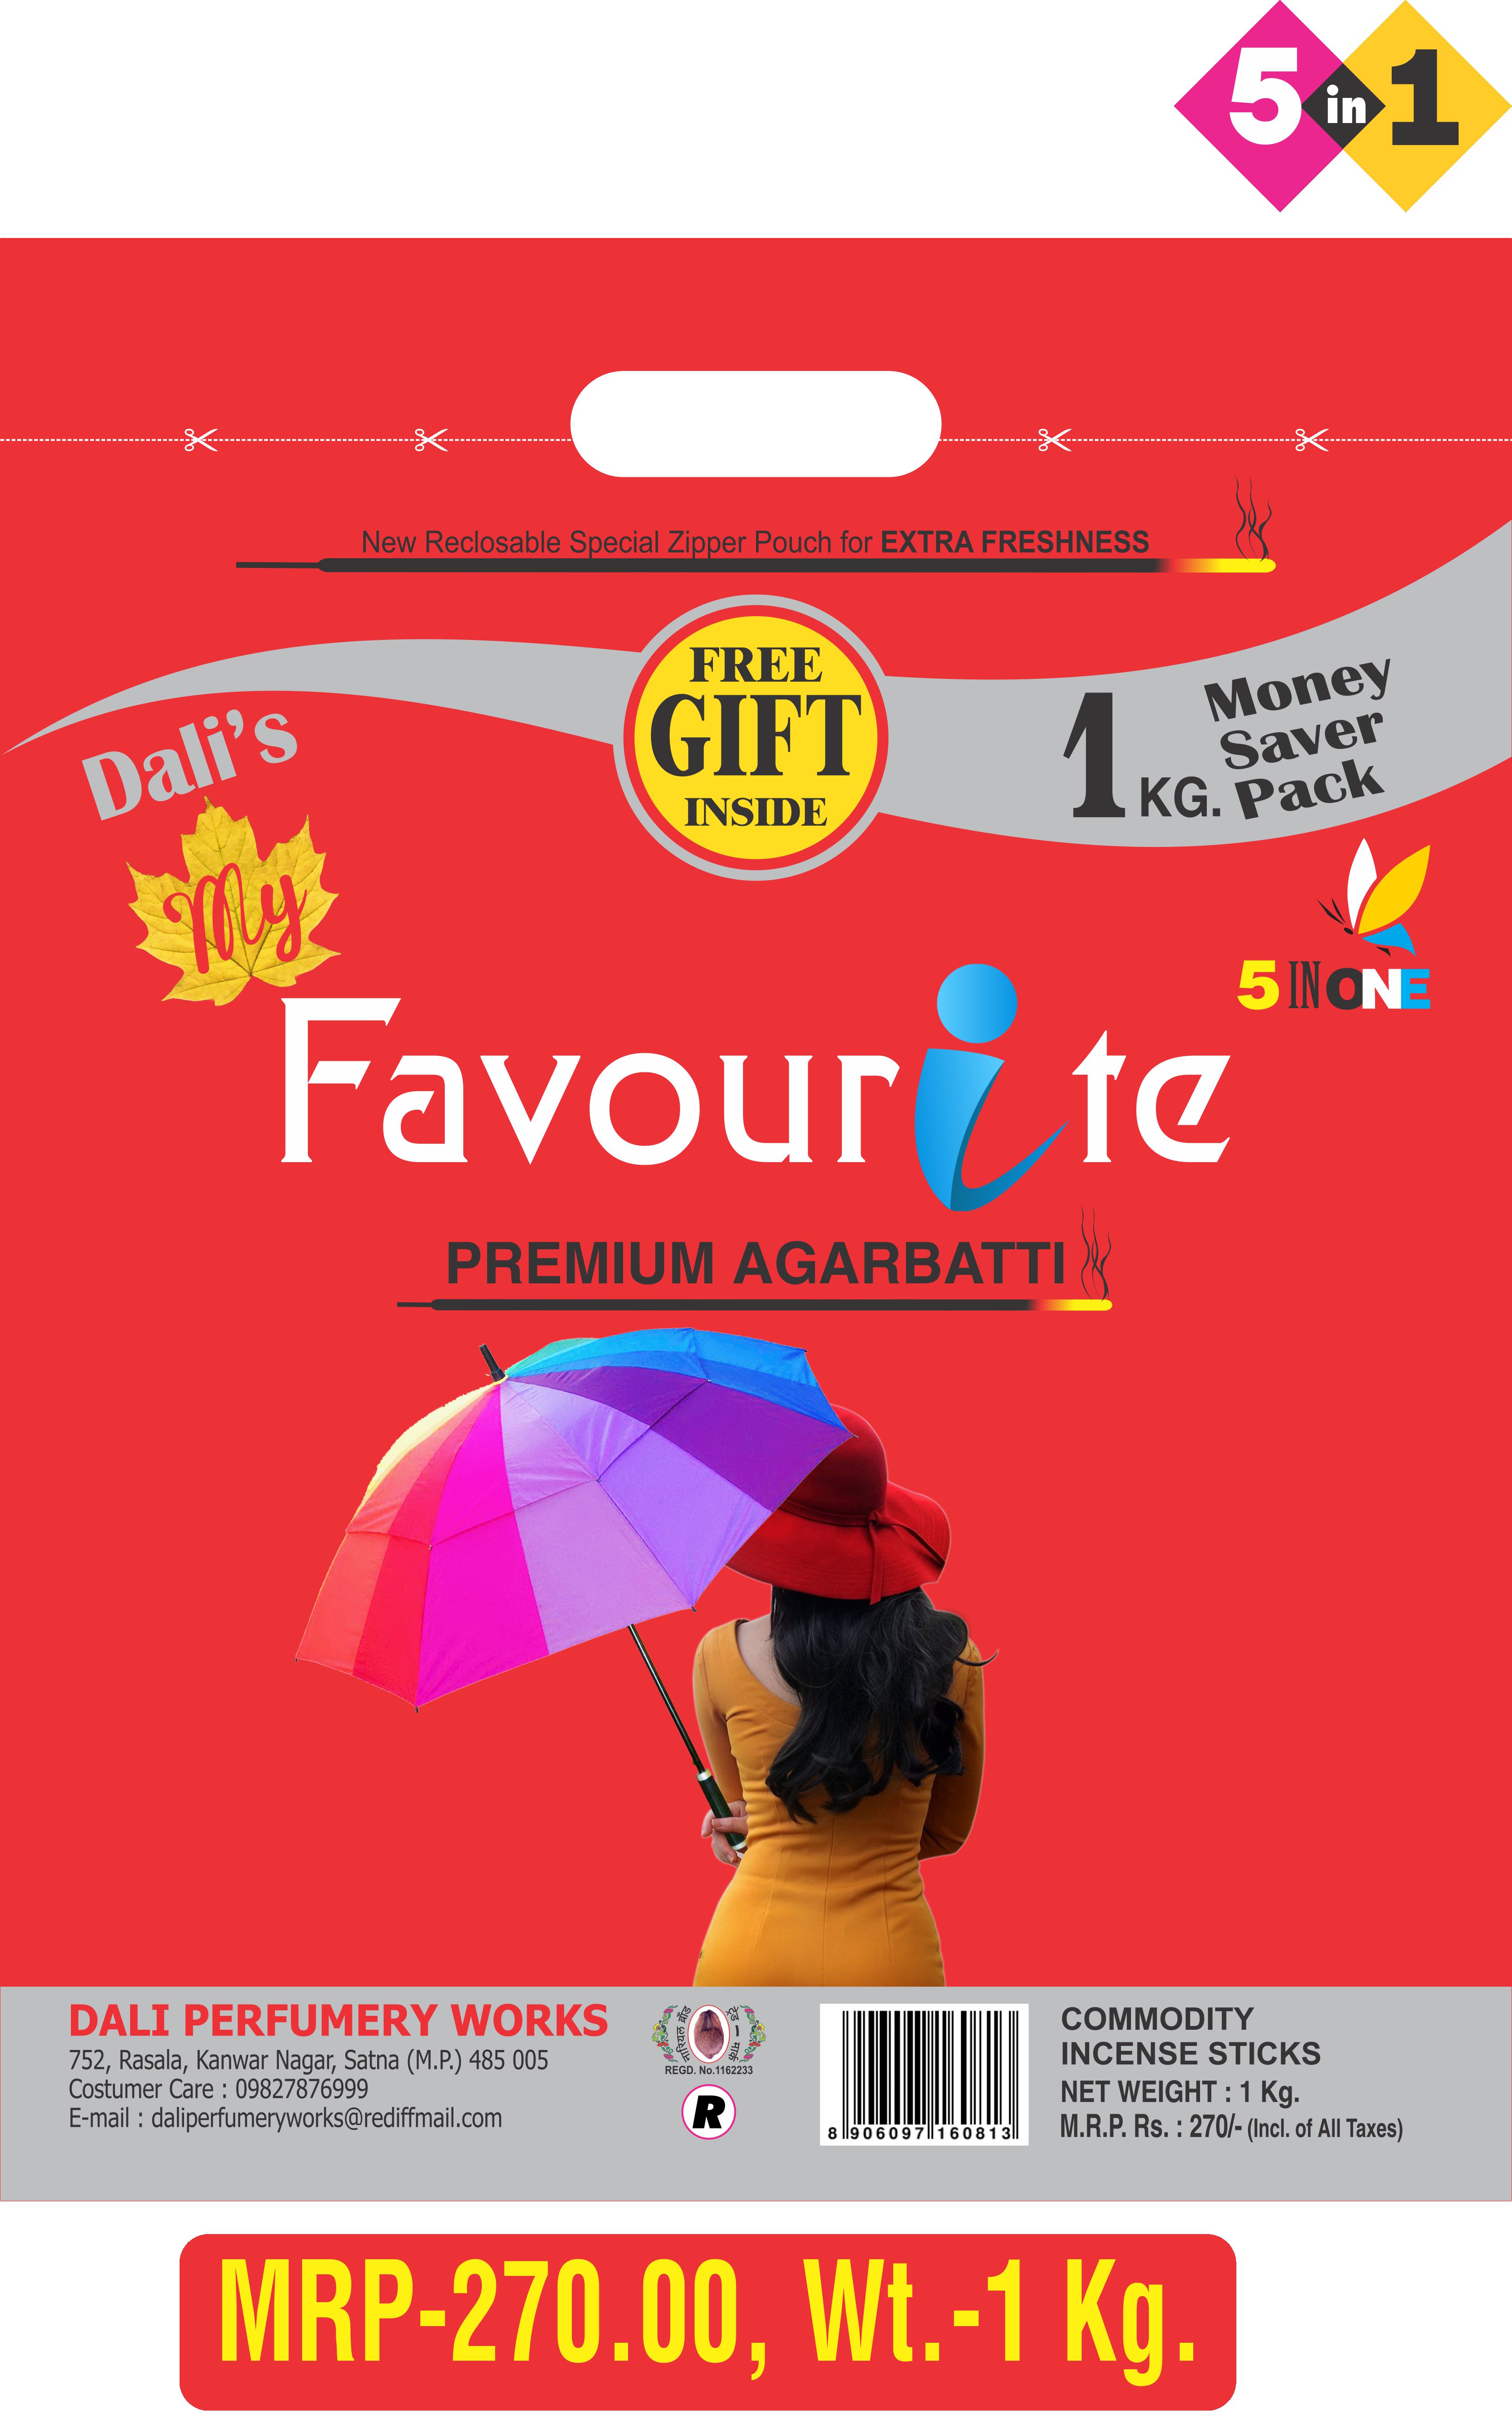 5 in 1
New Reclosable Special Zipper Pouch for EXTRA FRESHNESS
FREE
GIFT
INSIDE
1 KG.
Money
Saver
Pack
Dali's
My
5 IN ONE
Favourite
PREMIUM AGARBATTI
DALI PERFUMERY WORKS
752, Rasala, Kanwar Nagar, Satna (M.P.) 485 005
Costumer Care : 09827876999
E-mail : daliperfumeryworks@rediffmail.com
नारियल ब्राँड
ट्रेड - मार्क
REGD. No.1162233
R
8 906097 160813
COMMODITY
INCENSE STICKS
NET WEIGHT : 1 Kg.
M.R.P. Rs. : 270/- (Incl. of All Taxes)
MRP-270.00, Wt.-1 Kg.